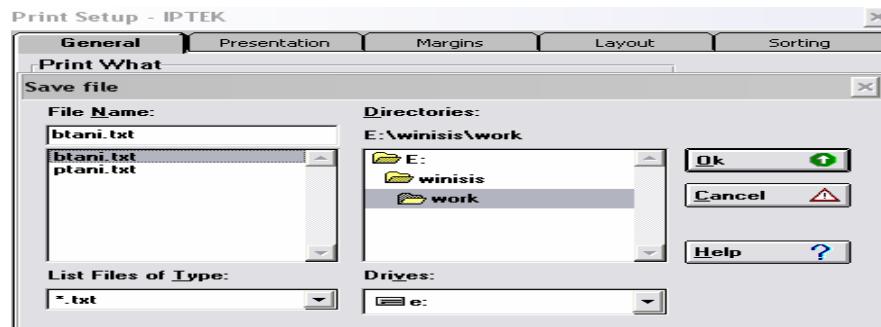 Print Setup - IPTEK
General Presentation Margins Layout Sorting
Print What
Save file
File Name:
btani.txt
btani.txt
ptani.txt
List Files of Type:
*.txt
Directories:
E:\winisis\work
E:
winisis
work
Drives:
e:
Ok
Cancel
Help